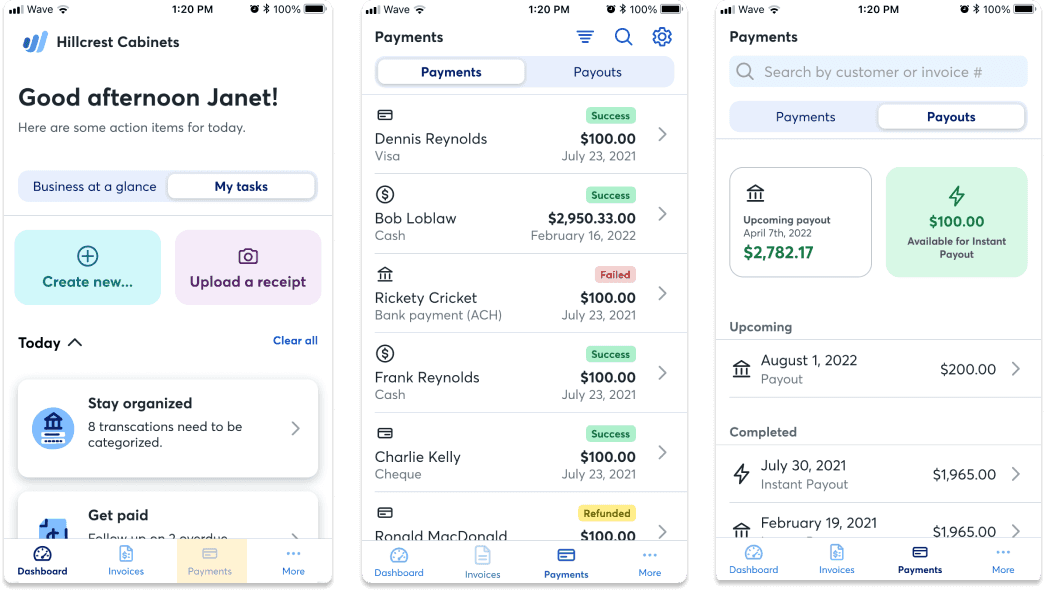 Wave 1:20 PM 100%
Hillcrest Cabinets
Good afternoon Janet!
Here are some action items for today.
Business at a glance My tasks
Create new... Upload a receipt
Today Clear all
Stay organized
8 transcations need to be
categorized.
Get paid
Follow up on 2 overdue
Dashboard Invoices Payments More
Wave 1:20 PM 100%
Payments
Payments Payouts
Success
Dennis Reynolds $100.00
Visa July 23, 2021
Success
Bob Loblaw $2,950.33.00
Cash February 16, 2022
Failed
Rickety Cricket $100.00
Bank payment (ACH) July 23, 2021
Success
Frank Reynolds $100.00
Cash July 23, 2021
Success
Charlie Kelly $100.00
Cheque July 23, 2021
Refunded
Ronald MacDonald $100.00
Dashboard Invoices Payments More
Wave 1:20 PM 100%
Payments
Search by customer or invoice #
Payments Payouts
Upcoming payout
April 7th, 2022
$2,782.17
$100.00
Available for Instant
Payout
Upcoming
August 1, 2022 $200.00
Payout
Completed
July 30, 2021 $1,965.00
Instant Payout
February 19, 2021 $1,965.00
Dashboard Invoices Payments More